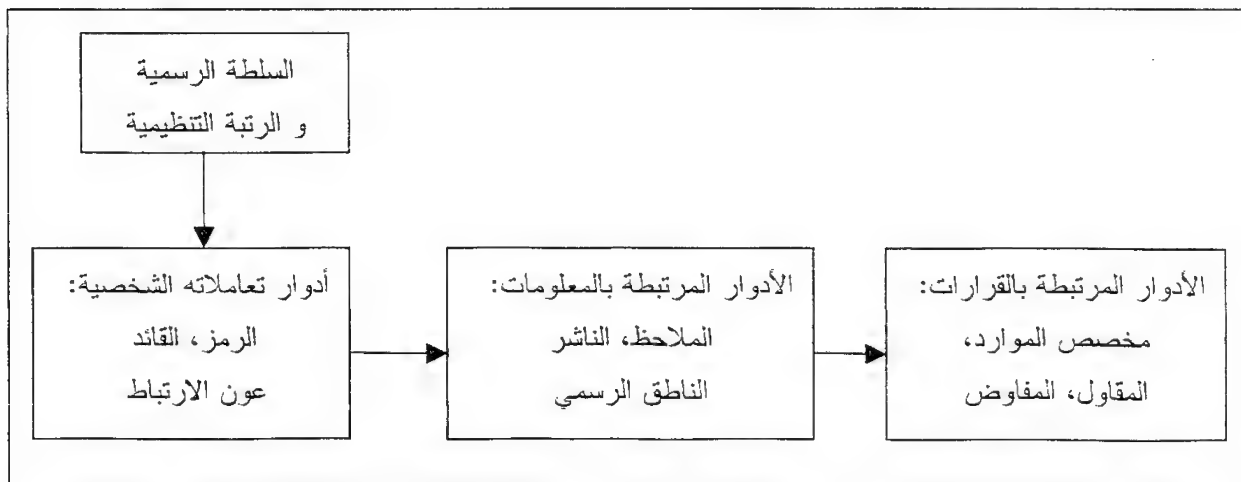 السلطة الرسمية
و الرتبة التنظيمية
أدوار تعاملاته الشخصية:
الرمز، القائد
عون الارتباط
الأدوار المرتبطة بالمعلومات:
الملاحظ، الناشر
الناطق الرسمي
الأدوار المرتبطة بالقرارات:
مخصص الموارد،
المقاول، المفاوض